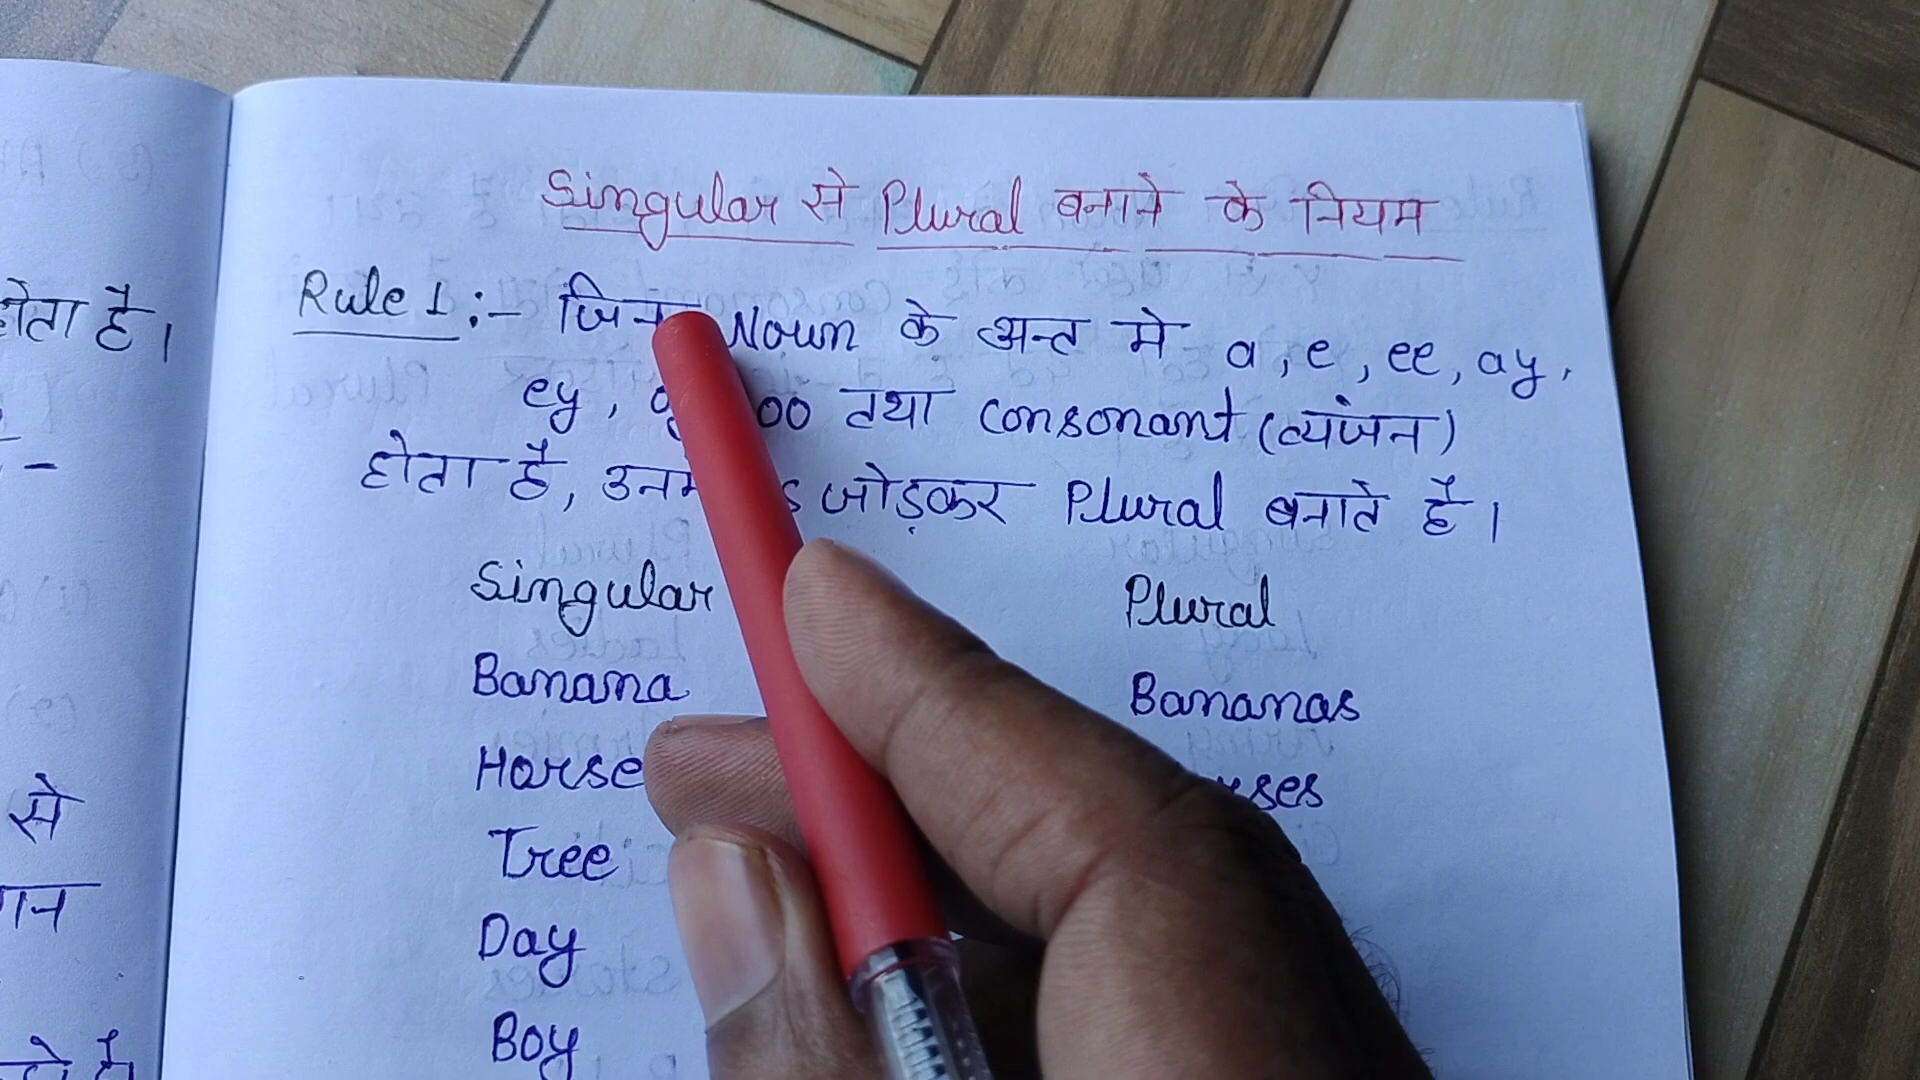 होता है।
से
Singular से Plural बनाने के नियम
Rule 1:- जिन Noun के अन्त मे a, e, ee, ay,
ey, oo तथा consonant (व्यंजन)
होता है, s जोड़कर Plural बनाते है।
Singular Plural
Banana Bananas
Horse
Tree
Day
Boy